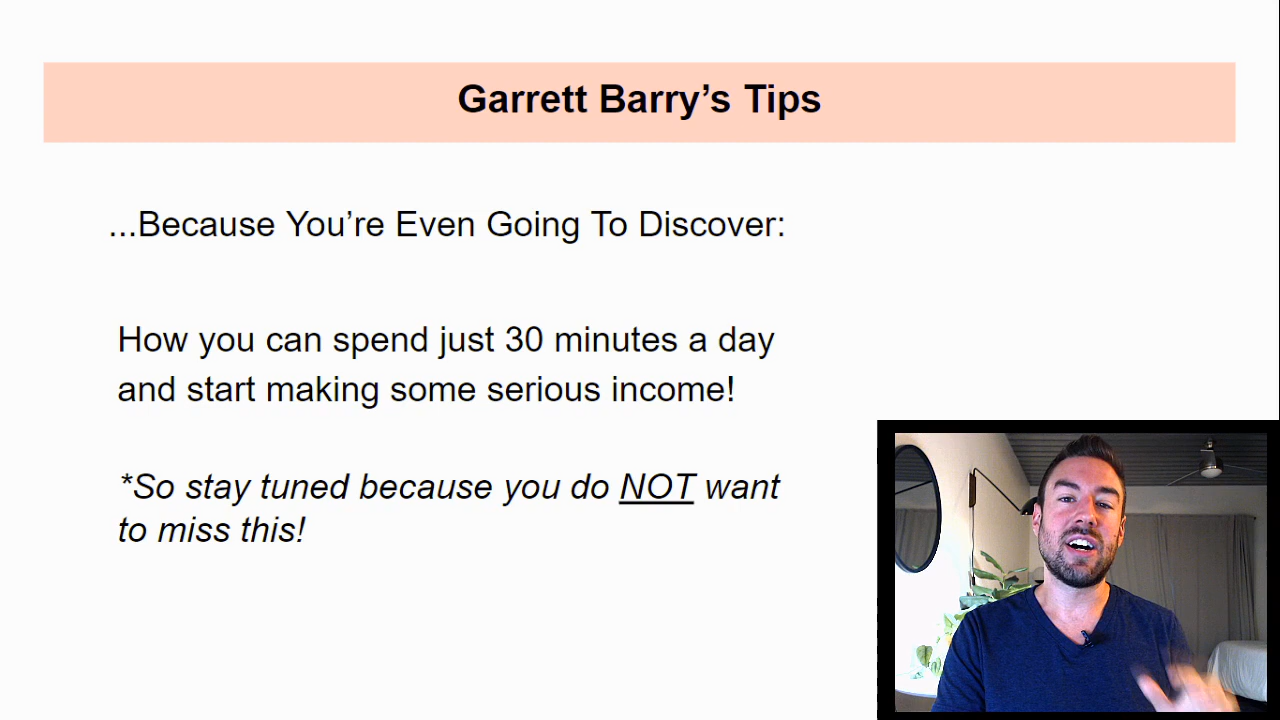 Garrett Barry’s Tips
...Because You’re Even Going To Discover:
How you can spend just 30 minutes a day
and start making some serious income!
*So stay tuned because you do NOT want
to miss this!